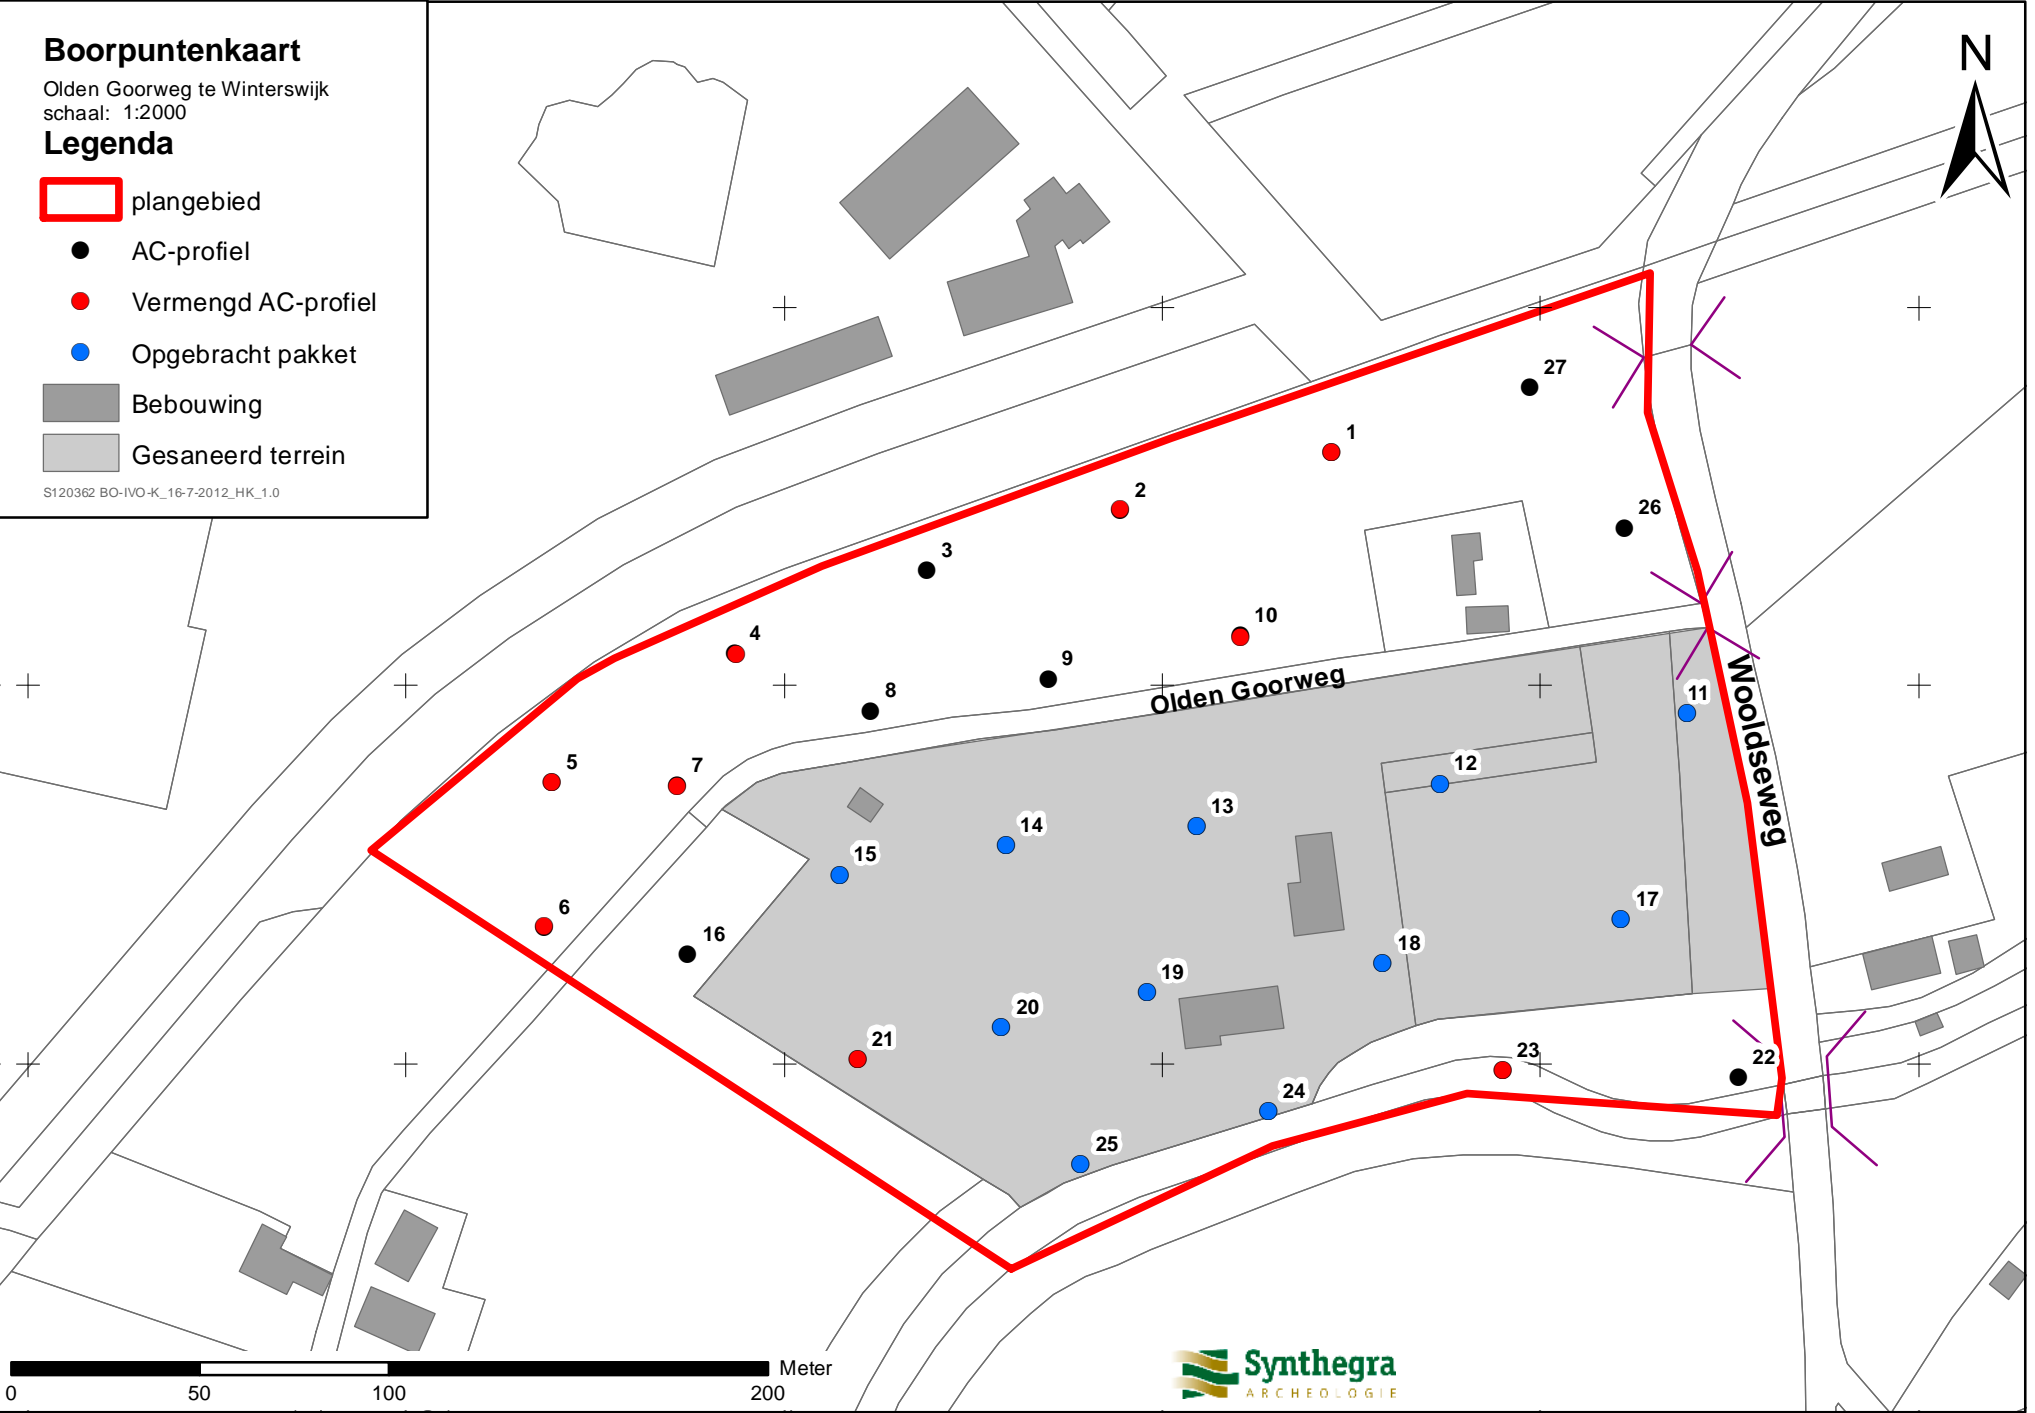 Boorpuntenkaart
Olden Goorweg te Winterswijk
schaal: 1:2000
Legenda
plangebied
AC-profiel
Vermengd AC-profiel
Opgebracht pakket
Bebouwing
Gesaneerd terrein
S120362 BO-IVO-K_16-7-2012_HK_1.0
N
27
1
2
26
3
10
4
9
8
Olden Goorweg
11
Wooldseweg
5
7
12
13
14
15
6
17
16
18
19
20
21
23
22
24
25
Meter
0 50 100 200
Synthegra
ARCHEOLOGIE